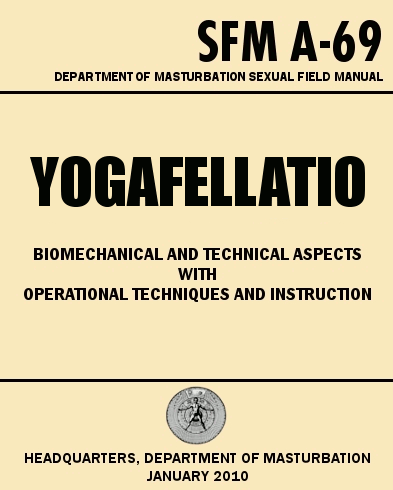 SFM A-69
DEPARTMENT OF MASTURBATION SEXUAL FIELD MANUAL
YOGAFELLATIO
BIOMECHANICAL AND TECHNICAL ASPECTS
WITH
OPERATIONAL TECHNIQUES AND INSTRUCTION
HEADQUARTERS, DEPARTMENT OF MASTURBATION
JANUARY 2010